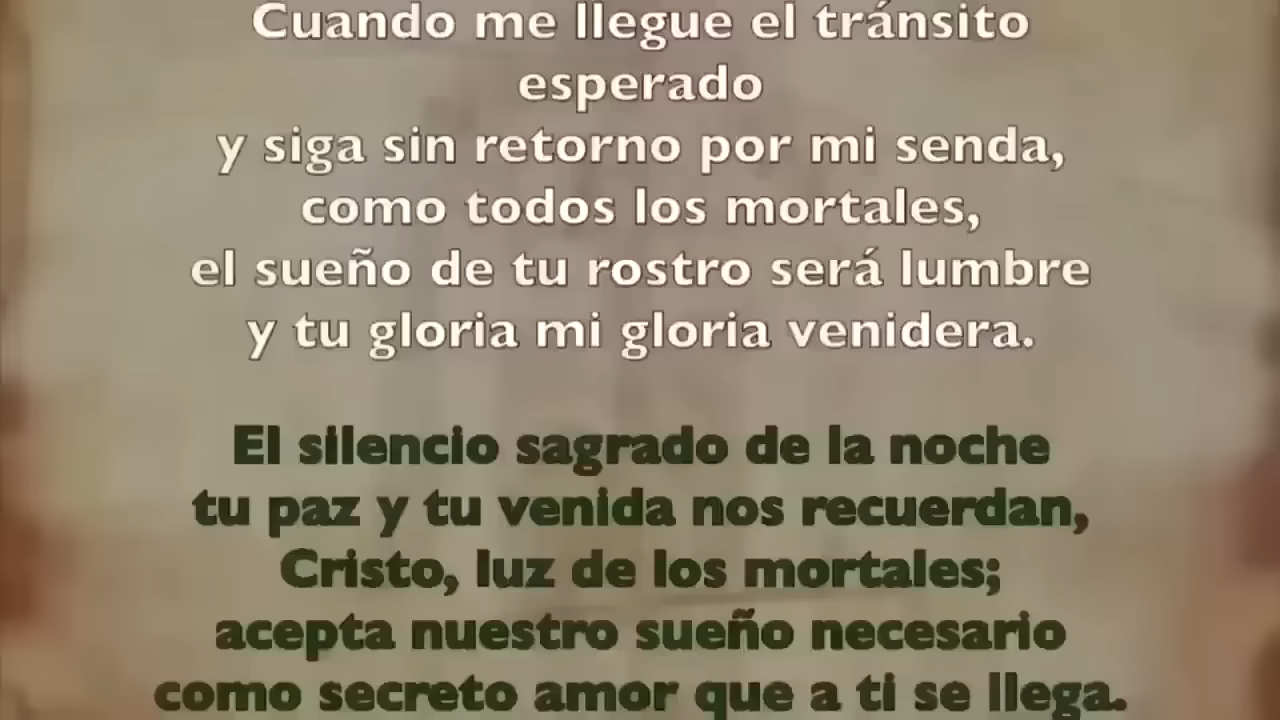 Cuando me llegue el tránsito
esperado
y siga sin retorno por mi senda,
como todos los mortales,
el sueño de tu rostro será lumbre
y tu gloria mi gloria venidera.
El silencio sagrado de la noche
tu paz y tu venida nos recuerdan,
Cristo, luz de los mortales;
acepta nuestro sueño necesario
como secreto amor que a ti se llega.